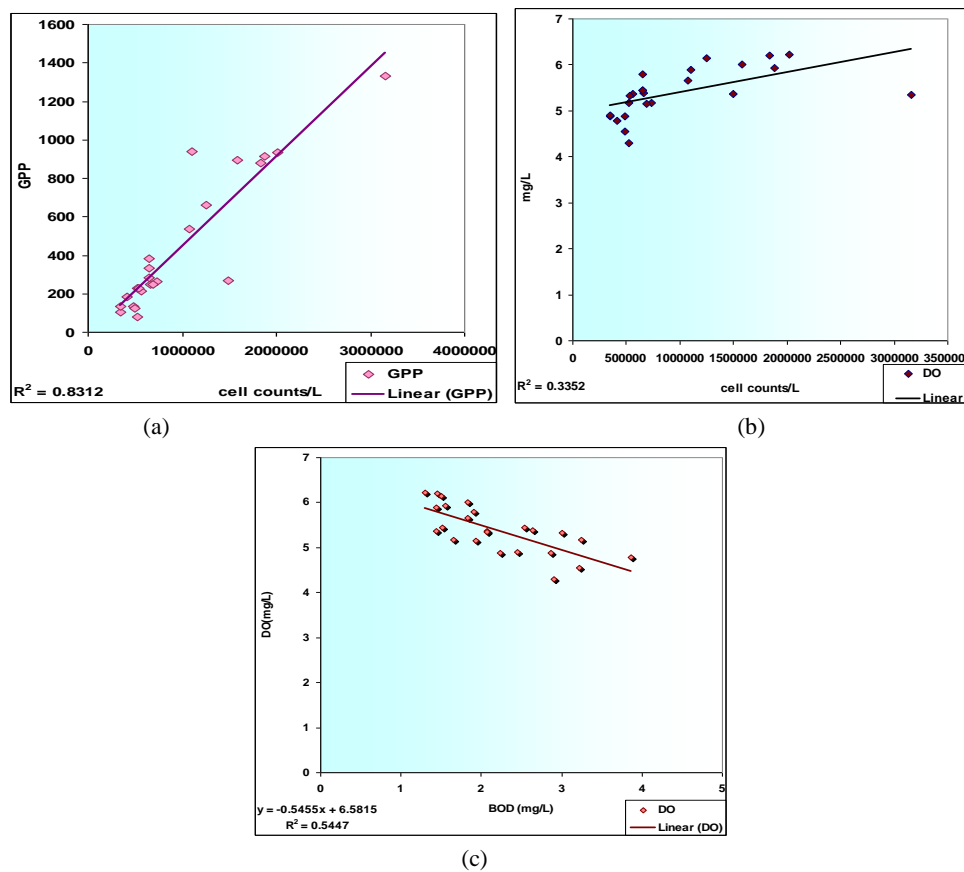 1600
1400
1200
1000
800
600
400
200
0
GPP
0 1000000 2000000 3000000 4000000
R² = 0.8312
cell counts/L
GPP
Linear (GPP)
(a)
7
6
5
4
3
2
1
0
mg/L
0 500000 1000000 1500000 2000000 2500000 3000000 350000
R² = 0.3352
cell counts/L
DO
Linear
(b)
7
6
5
4
3
2
1
0
DO(mg/L)
0 1 2 3 4 5
y = -0.5455x + 6.5815
R² = 0.5447
BOD (mg/L)
DO
Linear (DO)
(c)